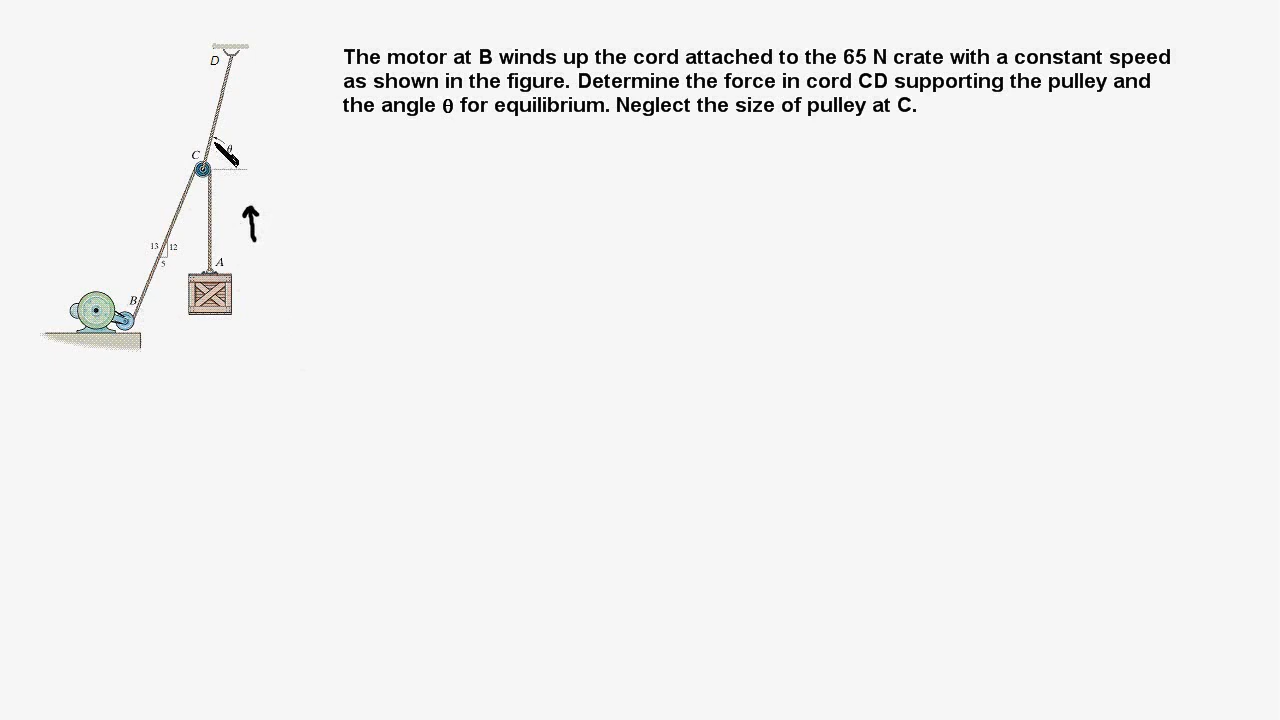 The motor at B winds up the cord attached to the 65 N crate with a constant speed
as shown in the figure. Determine the force in cord CD supporting the pulley and
the angle θ for equilibrium. Neglect the size of pulley at C.
D
C
θ
13
12
5
A
B